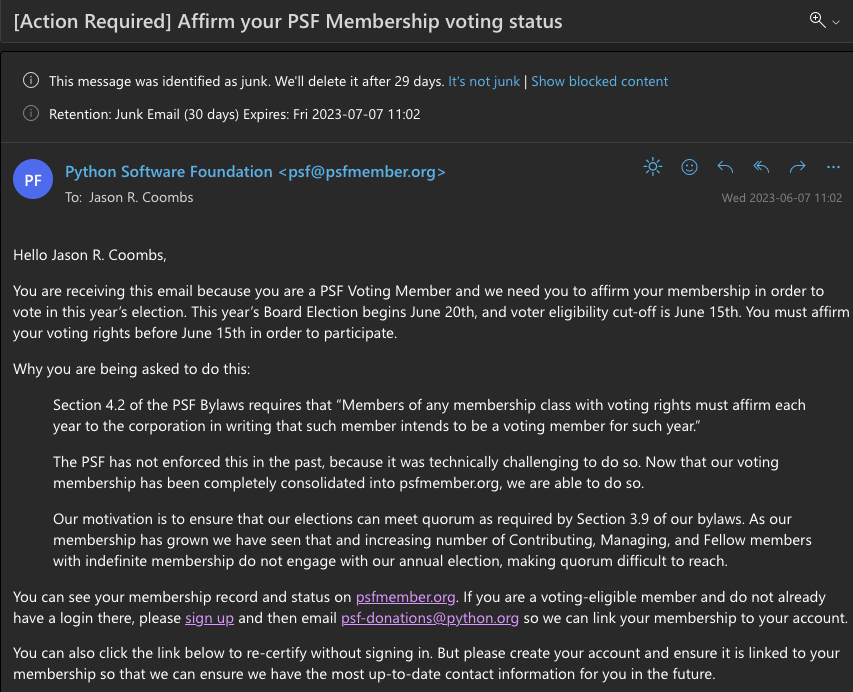 [Action Required] Affirm your PSF Membership voting status
This message was identified as junk. We'll delete it after 29 days. It's not junk | Show blocked content
Retention: Junk Email (30 days) Expires: Fri 2023-07-07 11:02
PF
Python Software Foundation <psf@psfmember.org>
To: Jason R. Coombs
Wed 2023-06-07 11:02
Hello Jason R. Coombs,
You are receiving this email because you are a PSF Voting Member and we need you to affirm your membership in order to
vote in this year’s election. This year’s Board Election begins June 20th, and voter eligibility cut-off is June 15th. You must affirm
your voting rights before June 15th in order to participate.
Why you are being asked to do this:
Section 4.2 of the PSF Bylaws requires that “Members of any membership class with voting rights must affirm each
year to the corporation in writing that such member intends to be a voting member for such year.”
The PSF has not enforced this in the past, because it was technically challenging to do so. Now that our voting
membership has been completely consolidated into psfmember.org, we are able to do so.
Our motivation is to ensure that our elections can meet quorum as required by Section 3.9 of our bylaws. As our
membership has grown we have seen that and increasing number of Contributing, Managing, and Fellow members
with indefinite membership do not engage with our annual election, making quorum difficult to reach.
You can see your membership record and status on psfmember.org. If you are a voting-eligible member and do not already
have a login there, please sign up and then email psf-donations@python.org so we can link your membership to your account.
You can also click the link below to re-certify without signing in. But please create your account and ensure it is linked to your
membership so that we can ensure we have the most up-to-date contact information for you in the future.